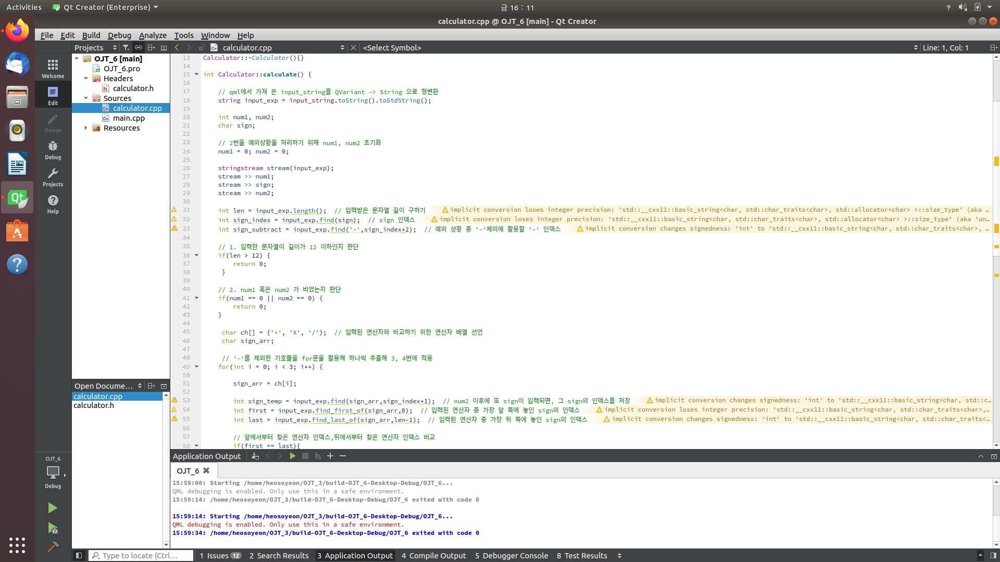 Activities
Qt Creator (Enterprise)
금 16 : 11
calculator.cpp @ OJT_6 [main] - Qt Creator
File Edit Build Debug Analyze Tools Window Help
Projects
calculator.cpp
<Select Symbol>
Line: 1, Col: 1
Welcome
Edit
Design
Debug
Projects
Help
OJT_6
Debug
OJT_6 [main]
OJT_6.pro
Headers
calculator.h
Sources
calculator.cpp
main.cpp
Resources
Open Docume...
calculator.cpp
calculator.h
13 Calculator::~Calculator(){}
14
15 int Calculator::calculate() {
16
17 // qml에서 가져 온 input_string를 QVariant -> String 으로 형변환
18 string input_exp = input_string.toString().toStdString();
19
20 int num1, num2;
21 char sign;
22
23 // 2번을 예외상황을 처리하기 위해 num1, num2 초기화
24 num1 = 0; num2 = 0;
25
26 stringstream stream(input_exp);
27 stream >> num1;
28 stream >> sign;
29 stream >> num2;
30
31 int len = input_exp.length(); // 입력받은 문자열 길이 구하기 implicit conversion loses integer precision: 'std::__cxx11::basic_string<char, std::char_traits<char>, std::allocator<char> >::size_type' (aka ...
32 int sign_index = input_exp.find(sign); // sign 인덱스 implicit conversion loses integer precision: 'std::__cxx11::basic_string<char, std::char_traits<char>, std::allocator<char> >::size_type' (aka 'un...
33 int sign_subtract = input_exp.find('-',sign_index+2); // 예외 상황 중 '-'제외에 활용할 '-' 인덱스 implicit conversion changes signedness: 'int' to 'std::__cxx11::basic_string<char, std::char_traits<char>, ...
34
35 // 1. 입력한 문자열이 길이가 12 이하인지 판단
36 if(len > 12) {
37 return 0;
38 }
39
40 // 2. num1 혹은 num2 가 비었는지 판단
41 if(num1 == 0 || num2 == 0) {
42 return 0;
43 }
44
45 char ch[] = {'+', 'X', '/'}; // 입력된 연산자와 비교하기 위한 연산자 배열 선언
46 char sign_arr;
47
48 // '-'를 제외한 기호들을 for문을 활용해 하나씩 추출해 3, 4번에 적용
49 for(int i = 0; i < 3; i++) {
50
51 sign_arr = ch[i];
52
53 int sign_temp = input_exp.find(sign_arr,sign_index+1); // num2 이후에 또 sign이 입력되면, 그 sign의 인덱스를 저장 implicit conversion changes signedness: 'int' to 'std::__cxx11::basic_string<char, std::c...
54 int first = input_exp.find_first_of(sign_arr,0); // 입력된 연산자 중 가장 앞 쪽에 놓인 sign의 인덱스 implicit conversion loses integer precision: 'std::__cxx11::basic_string<char, std::char_traits<char>,...
55 int last = input_exp.find_last_of(sign_arr,len-1); // 입력된 연산자 중 가장 뒤 쪽에 놓인 sign의 인덱스 implicit conversion changes signedness: 'int' to 'std::__cxx11::basic_string<char, std::char_traits<...
56
57 // 앞에서부터 찾은 연산자 인덱스,뒤에서부터 찾은 연산자 인덱스 비교
58 if(first == last){
Application Output
OJT_6
15:59:00: Starting /home/heosoyeon/OJT_3/build-OJT_6-Desktop-Debug/OJT_6...
QML debugging is enabled. Only use this in a safe environment.
15:59:14: /home/heosoyeon/OJT_3/build-OJT_6-Desktop-Debug/OJT_6 exited with code 0
15:59:14: Starting /home/heosoyeon/OJT_3/build-OJT_6-Desktop-Debug/OJT_6...
QML debugging is enabled. Only use this in a safe environment.
15:59:34: /home/heosoyeon/OJT_3/build-OJT_6-Desktop-Debug/OJT_6 exited with code 0
Type to locate (Ctrl...
1 Issues 12
2 Search Results
3 Application Output
4 Compile Output
5 Debugger Console
8 Test Results